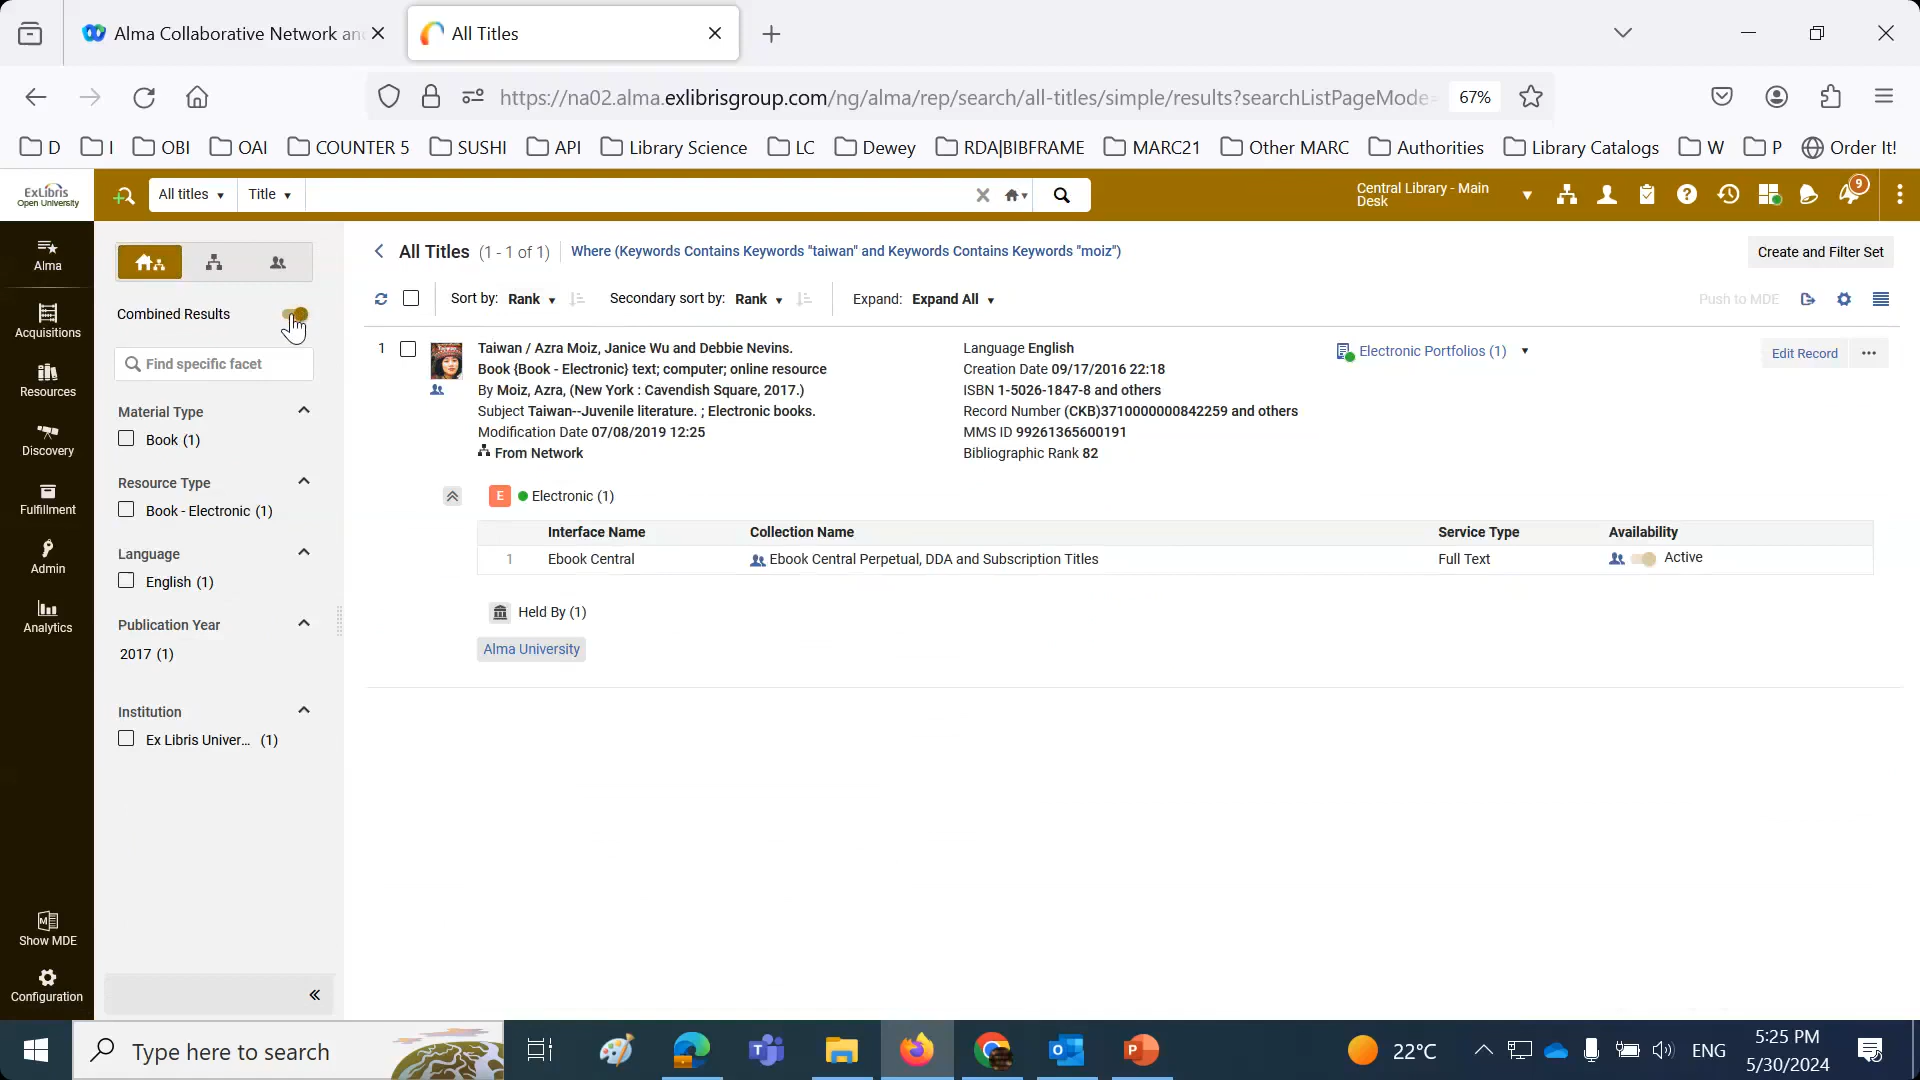 Alma Collaborative Network an
All Titles
https://na02.alma.exlibrisgroup.com/ng/alma/rep/search/all-titles/simple/results?searchListPageMode=
67%
D
I
OBI
OAI
COUNTER 5
SUSHI
API
Library Science
LC
Dewey
RDA|BIBFRAME
MARC21
Other MARC
Authorities
Library Catalogs
W
P
Order It!
ExLibris
Open University
All titles
Title
Central Library - Main
Desk
9
Alma
Acquisitions
Resources
Discovery
Fulfillment
Admin
Analytics
Show MDE
Configuration
Combined Results
Find specific facet
Material Type
Book (1)
Resource Type
Book - Electronic (1)
Language
English (1)
Publication Year
2017 (1)
Institution
Ex Libris Univer... (1)
All Titles (1 - 1 of 1) Where (Keywords Contains Keywords "taiwan" and Keywords Contains Keywords "moiz")
Create and Filter Set
Sort by: Rank
Secondary sort by: Rank
Expand: Expand All
Push to MDE
1
Taiwan / Azra Moiz, Janice Wu and Debbie Nevins.
Book {Book - Electronic} text; computer; online resource
By Moiz, Azra, (New York : Cavendish Square, 2017.)
Subject Taiwan--Juvenile literature. ; Electronic books.
Modification Date 07/08/2019 12:25
From Network
Language English
Creation Date 09/17/2016 22:18
ISBN 1-5026-1847-8 and others
Record Number (CKB)3710000000842259 and others
MMS ID 99261365600191
Bibliographic Rank 82
Electronic Portfolios (1)
Edit Record
E Electronic (1)
Interface Name Collection Name Service Type Availability
1 Ebook Central Ebook Central Perpetual, DDA and Subscription Titles Full Text Active
Held By (1)
Alma University
Type here to search
22°C
ENG
5:25 PM
5/30/2024